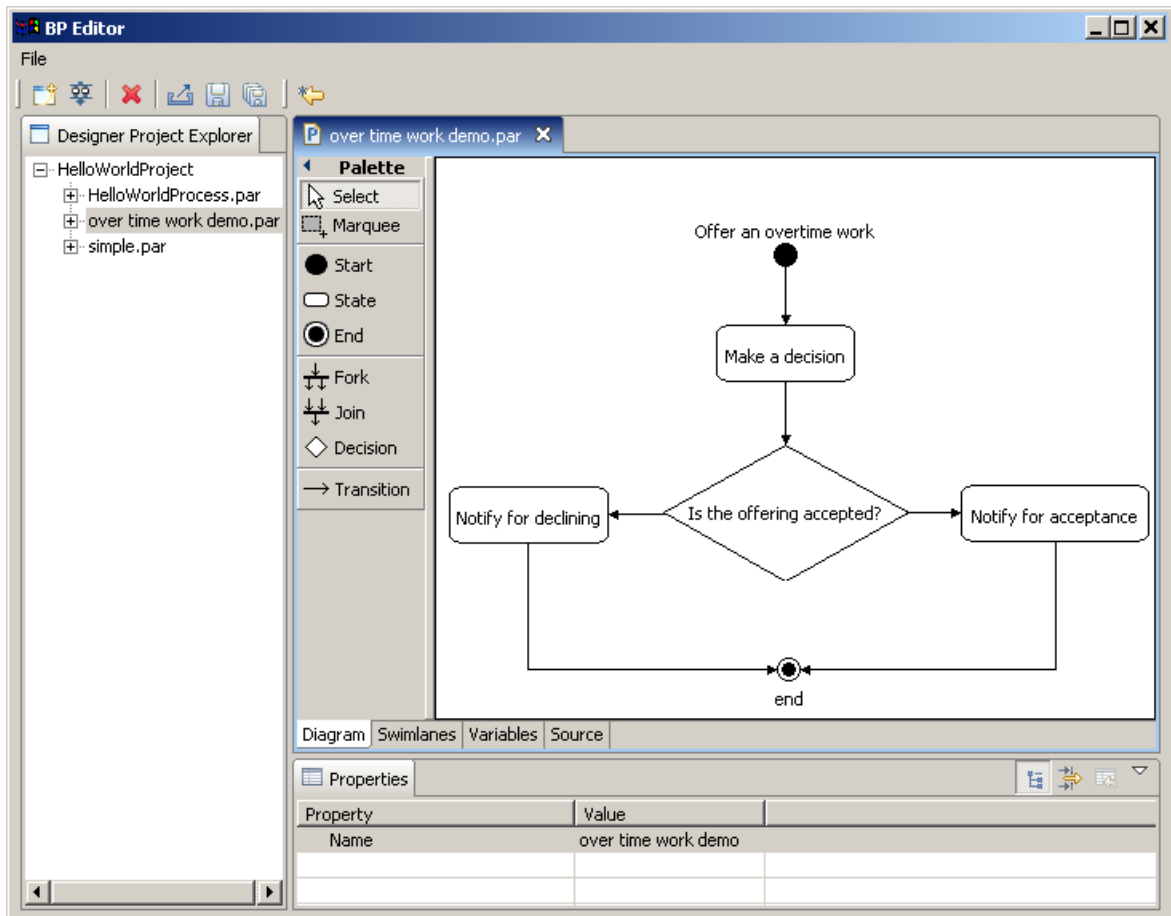 BP Editor
File
Designer Project Explorer
HelloWorldProject
HelloWorldProcess.par
over time work demo.par
simple.par
over time work demo.par
Palette
Select
Marquee
Start
State
End
Fork
Join
Decision
Transition
Offer an overtime work
Make a decision
Notify for declining
Is the offering accepted?
Notify for acceptance
end
Diagram Swimlanes Variables Source
Properties
Property Value
Name over time work demo